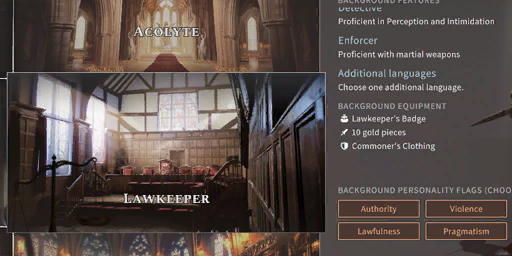 ACOLYTE
LAWKEEPER
BACKGROUND FEATURES
Detective
Proficient in Perception and Intimidation
Enforcer
Proficient with martial weapons
Additional languages
Choose one additional language.
BACKGROUND EQUIPMENT
Lawkeeper's Badge
10 gold pieces
Commoner's Clothing
BACKGROUND PERSONALITY FLAGS (CHOO
Authority
Violence
Lawfulness
Pragmatism